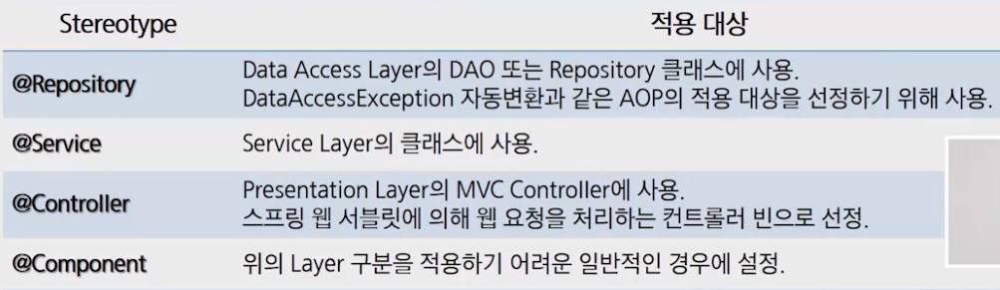 Stereotype 적용 대상
@Repository Data Access Layer의 DAO 또는 Repository 클래스에 사용.
DataAccessException 자동변환과 같은 AOP의 적용 대상을 선정하기 위해 사용.
@Service Service Layer의 클래스에 사용.
@Controller Presentation Layer의 MVC Controller에 사용.
스프링 웹 서블릿에 의해 웹 요청을 처리하는 컨트롤러 빈으로 선정.
@Component 위의 Layer 구분을 적용하기 어려운 일반적인 경우에 설정.